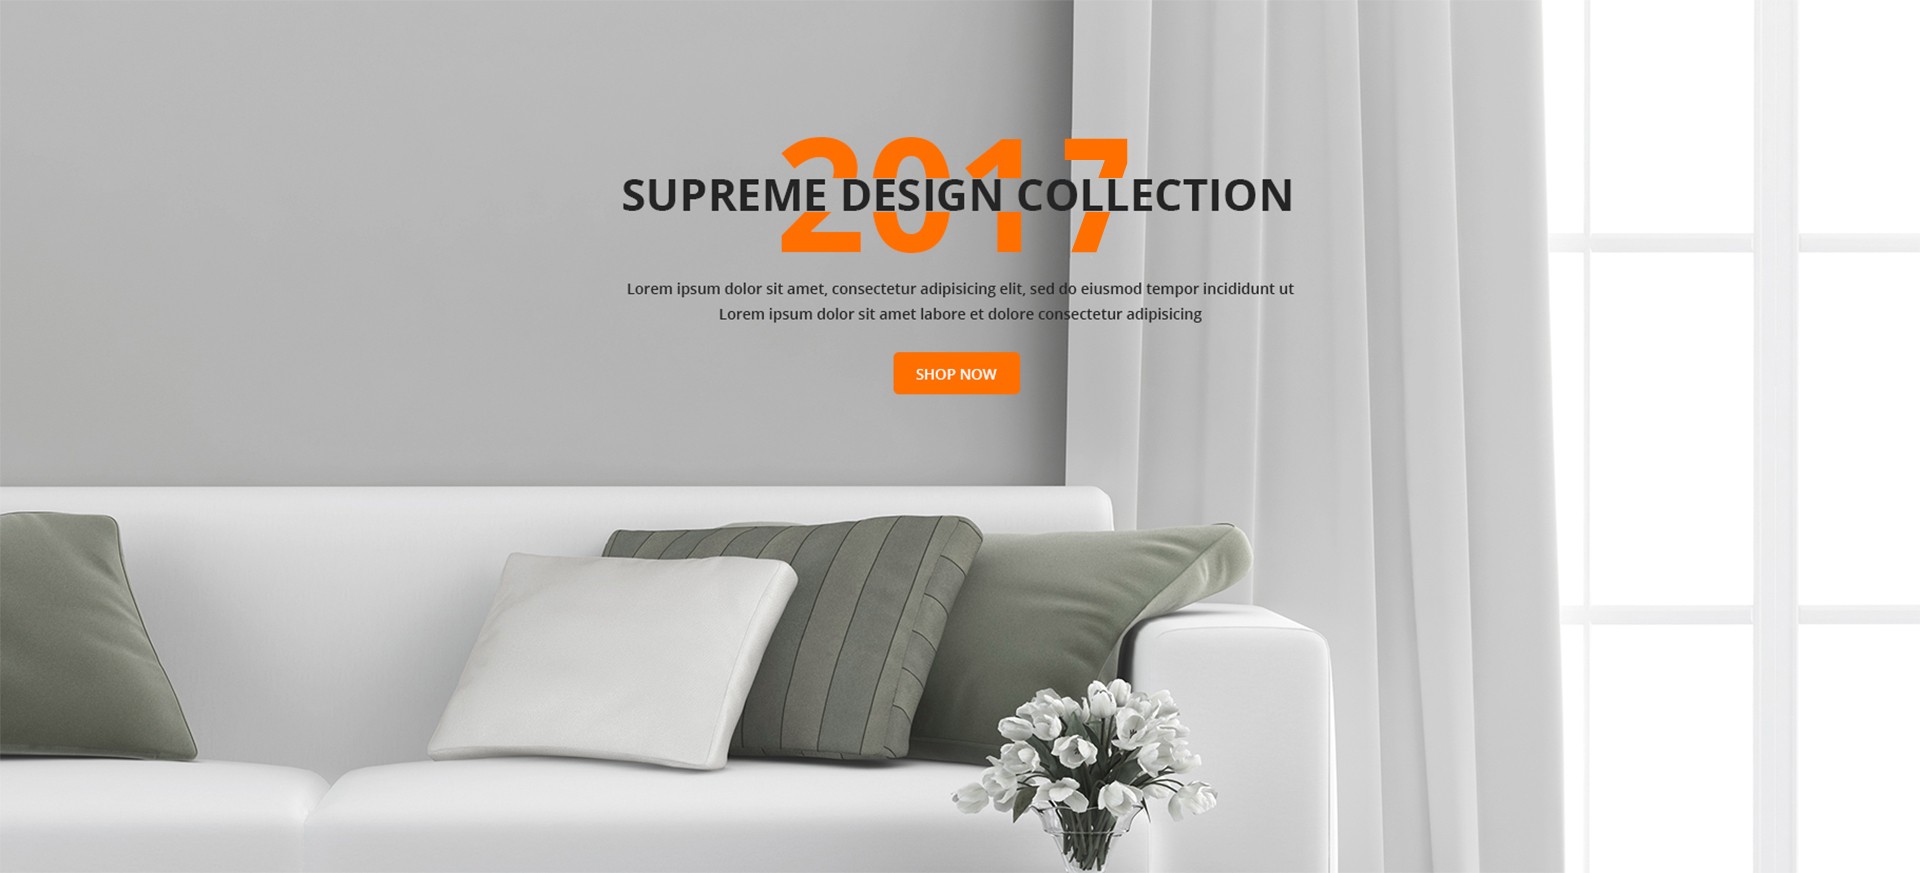 2017
SUPREME DESIGN COLLECTION
Lorem ipsum dolor sit amet, consectetur adipisicing elit, sed do eiusmod tempor incididunt ut
Lorem ipsum dolor sit amet labore et dolore consectetur adipisicing
SHOP NOW